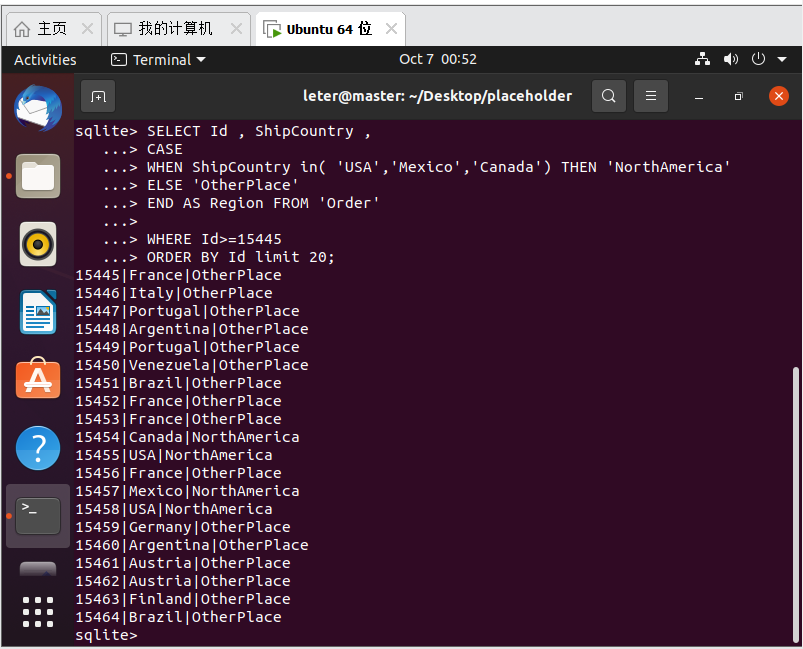 主页
我的计算机
Ubuntu 64 位
Activities
Terminal
Oct 7 00:52
leter@master: ~/Desktop/placeholder
sqlite> SELECT Id , ShipCountry ,
...> CASE
...> WHEN ShipCountry in( 'USA','Mexico','Canada') THEN 'NorthAmerica'
...> ELSE 'OtherPlace'
...> END AS Region FROM 'Order'
...>
...> WHERE Id>=15445
...> ORDER BY Id limit 20;
15445|France|OtherPlace
15446|Italy|OtherPlace
15447|Portugal|OtherPlace
15448|Argentina|OtherPlace
15449|Portugal|OtherPlace
15450|Venezuela|OtherPlace
15451|Brazil|OtherPlace
15452|France|OtherPlace
15453|France|OtherPlace
15454|Canada|NorthAmerica
15455|USA|NorthAmerica
15456|France|OtherPlace
15457|Mexico|NorthAmerica
15458|USA|NorthAmerica
15459|Germany|OtherPlace
15460|Argentina|OtherPlace
15461|Austria|OtherPlace
15462|Austria|OtherPlace
15463|Finland|OtherPlace
15464|Brazil|OtherPlace
sqlite>